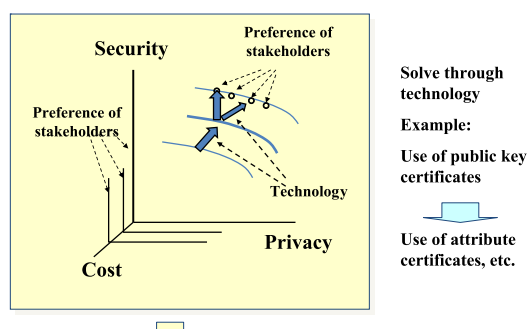 Security
Preference of
stakeholders
Preference of
stakeholders
Technology
Privacy
Cost
Solve through
technology
Example:
Use of public key
certificates
Use of attribute
certificates, etc.